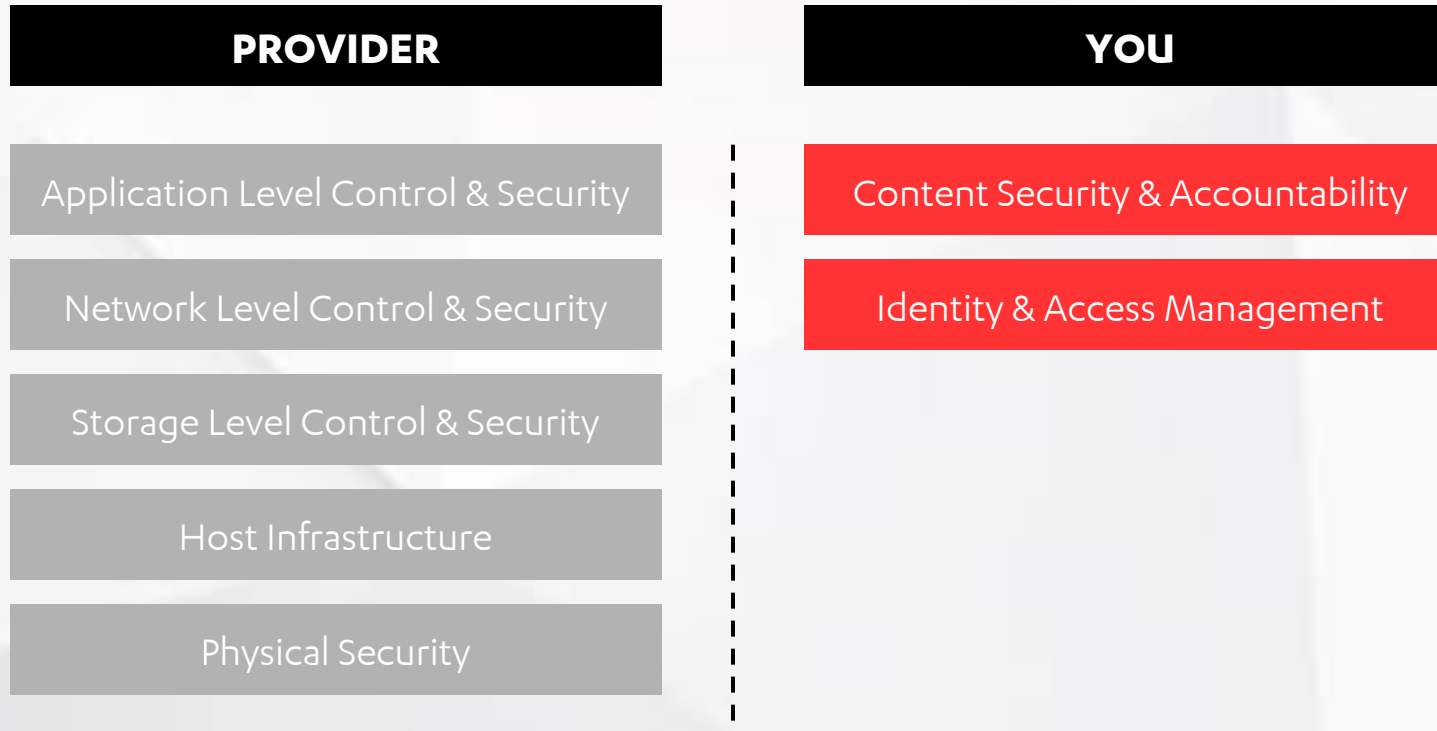 PROVIDER
Application Level Control & Security
Network Level Control & Security
Storage Level Control & Security
Host Infrastructure
Physical Security
YOU
Content Security & Accountability
Identity & Access Management